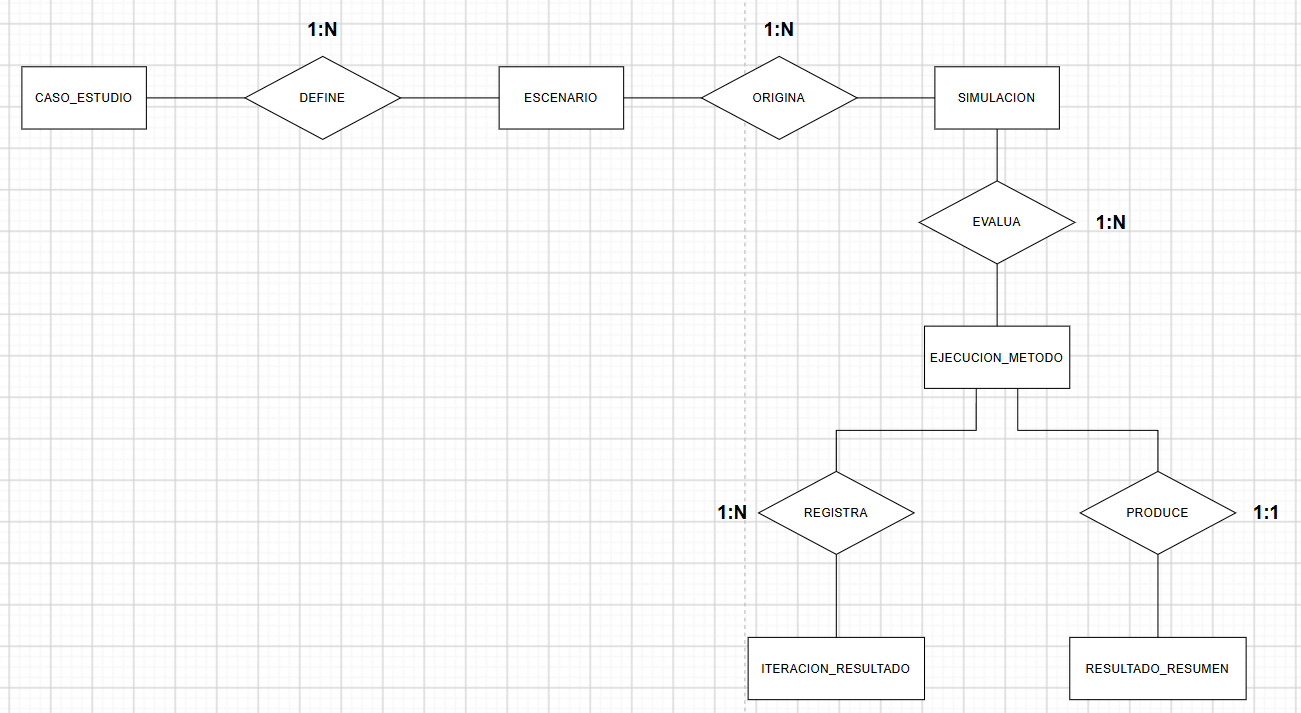 1:N
1:N
CASO_ESTUDIO
DEFINE
ESCENARIO
ORIGINA
SIMULACION
EVALUA
1:N
EJECUCION_METODO
1:N
REGISTRA
PRODUCE
1:1
ITERACION_RESULTADO
RESULTADO_RESUMEN